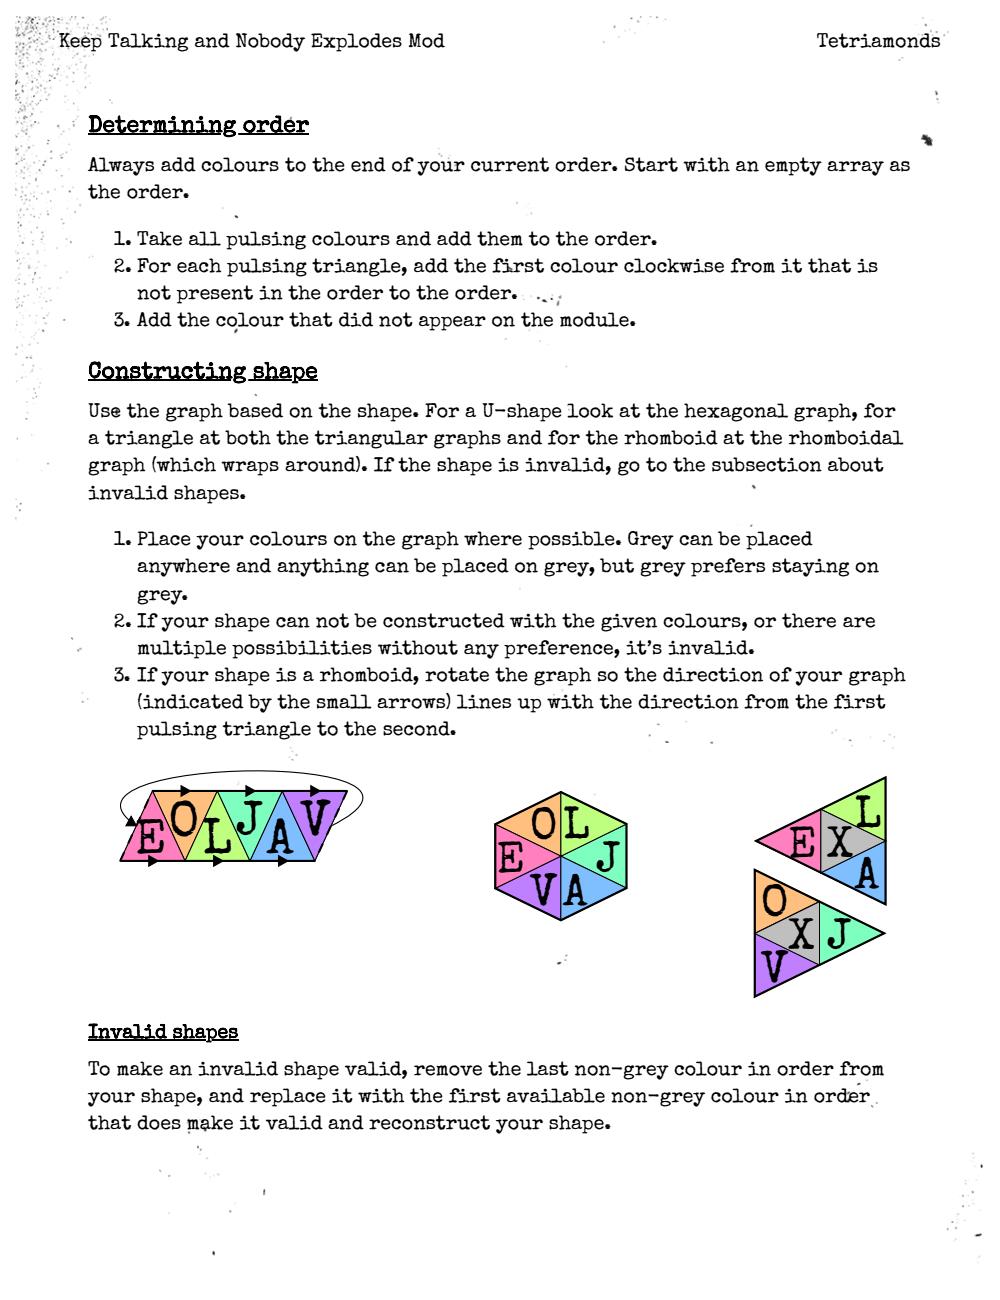 Keep Talking and Nobody Explodes Mod Tetriamonds
Determining order
Always add colours to the end of your current order. Start with an empty array as
the order.
1. Take all pulsing colours and add them to the order.
2. For each pulsing triangle, add the first colour clockwise from it that is
not present in the order to the order.
3. Add the colour that did not appear on the module.
Constructing shape
Use the graph based on the shape. For a U-shape look at the hexagonal graph, for
a triangle at both the triangular graphs and for the rhomboid at the rhomboidal
graph (which wraps around). If the shape is invalid, go to the subsection about
invalid shapes.
1. Place your colours on the graph where possible. Grey can be placed
anywhere and anything can be placed on grey, but grey prefers staying on
grey.
2. If your shape can not be constructed with the given colours, or there are
multiple possibilities without any preference, it's invalid.
3. If your shape is a rhomboid, rotate the graph so the direction of your graph
(indicated by the small arrows) lines up with the direction from the first
pulsing triangle to the second.
E O L J A V
O L
E J
V A
L
E X
A
O
X J
V
Invalid shapes
To make an invalid shape valid, remove the last non-grey colour in order from
your shape, and replace it with the first available non-grey colour in order
that does make it valid and reconstruct your shape.